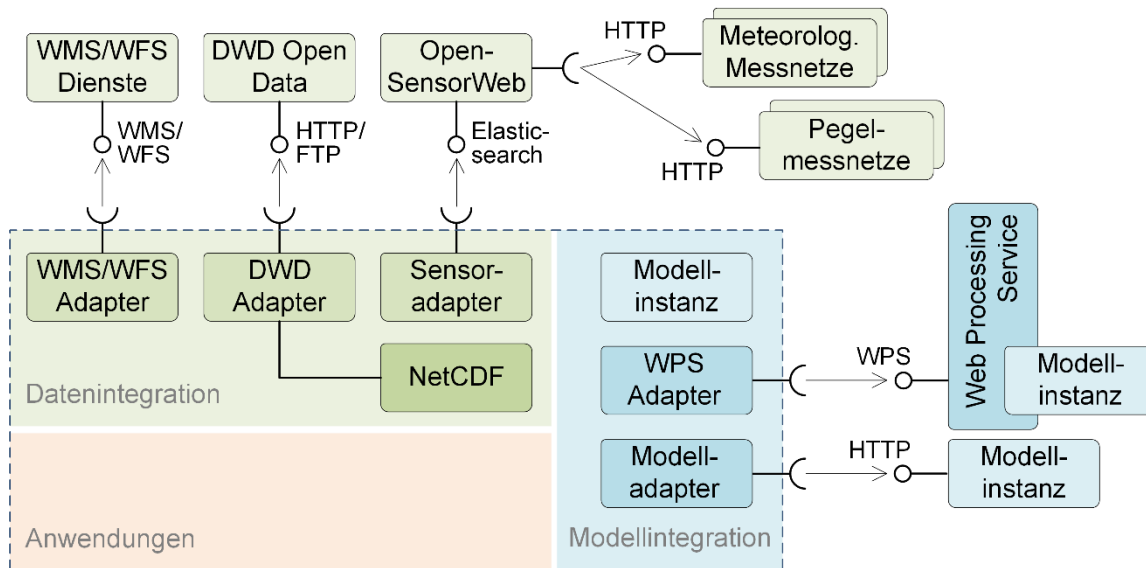 WMS/WFS
Dienste
DWD Open
Data
Open-
SensorWeb
HTTP
Meteorolog.
Messnetze
WMS/
WFS
HTTP/
FTP
Elastic-
search
HTTP
Pegel-
messnetze
WMS/WFS
Adapter
DWD
Adapter
Sensor-
adapter
Modell-
instanz
Web Processing
Service
NetCDF
WPS
Adapter
WPS
Modell-
instanz
Datenintegration
Modell-
adapter
HTTP
Modell-
instanz
Anwendungen
Modellintegration